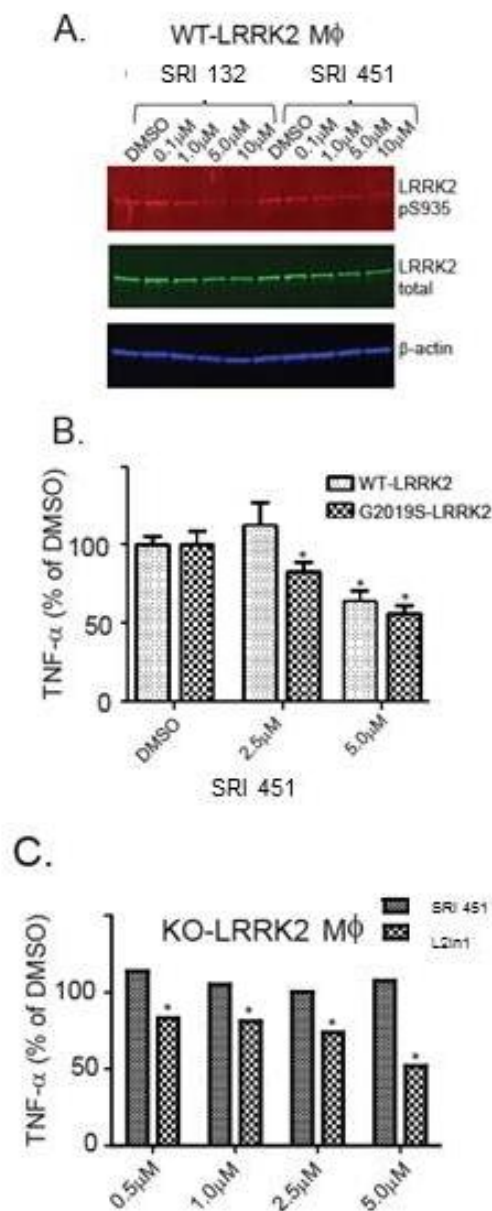 A.
WT-LRRK2 Mϕ
SRI 132 SRI 451
DMSO 0.1μM 1.0μM 5.0μM 10μM DMSO 0.1μM 1.0μM 5.0μM 10μM
LRRK2
pS935
LRRK2
total
β-actin
B.
TNF-α (% of DMSO)
100
50
0
WT-LRRK2
G2019S-LRRK2
*
* *
DMSO 2.5μM 5.0μM
SRI 451
C.
TNF-α (% of DMSO)
100
50
0
KO-LRRK2 Mϕ
SRI 451
L2In1
* * * *
0.5μM 1.0μM 2.5μM 5.0μM